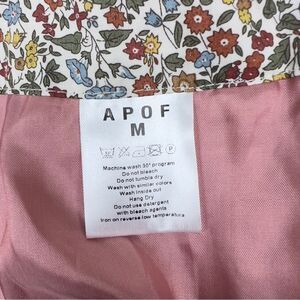 A P O F
M
Machine wash 30° program
Do not bleach
Do not tumble dry
Wash with similar colors
Wash inside out
Hang Dry
Do not use detergent
with bleach agents
Iron on reverse low temperature